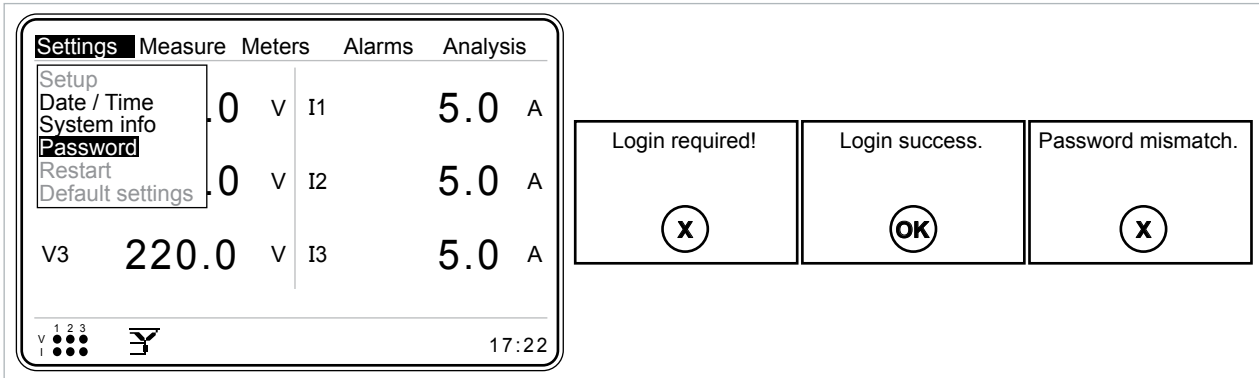 Settings Measure Meters Alarms Analysis
Setup
Date / Time
System info
Password
Restart
Default settings
.0 V I1 5.0 A
.0 V I2 5.0 A
V3 220.0 V I3 5.0 A
1 2 3
V
I
17:22
Login required!
X
Login success.
OK
Password mismatch.
X